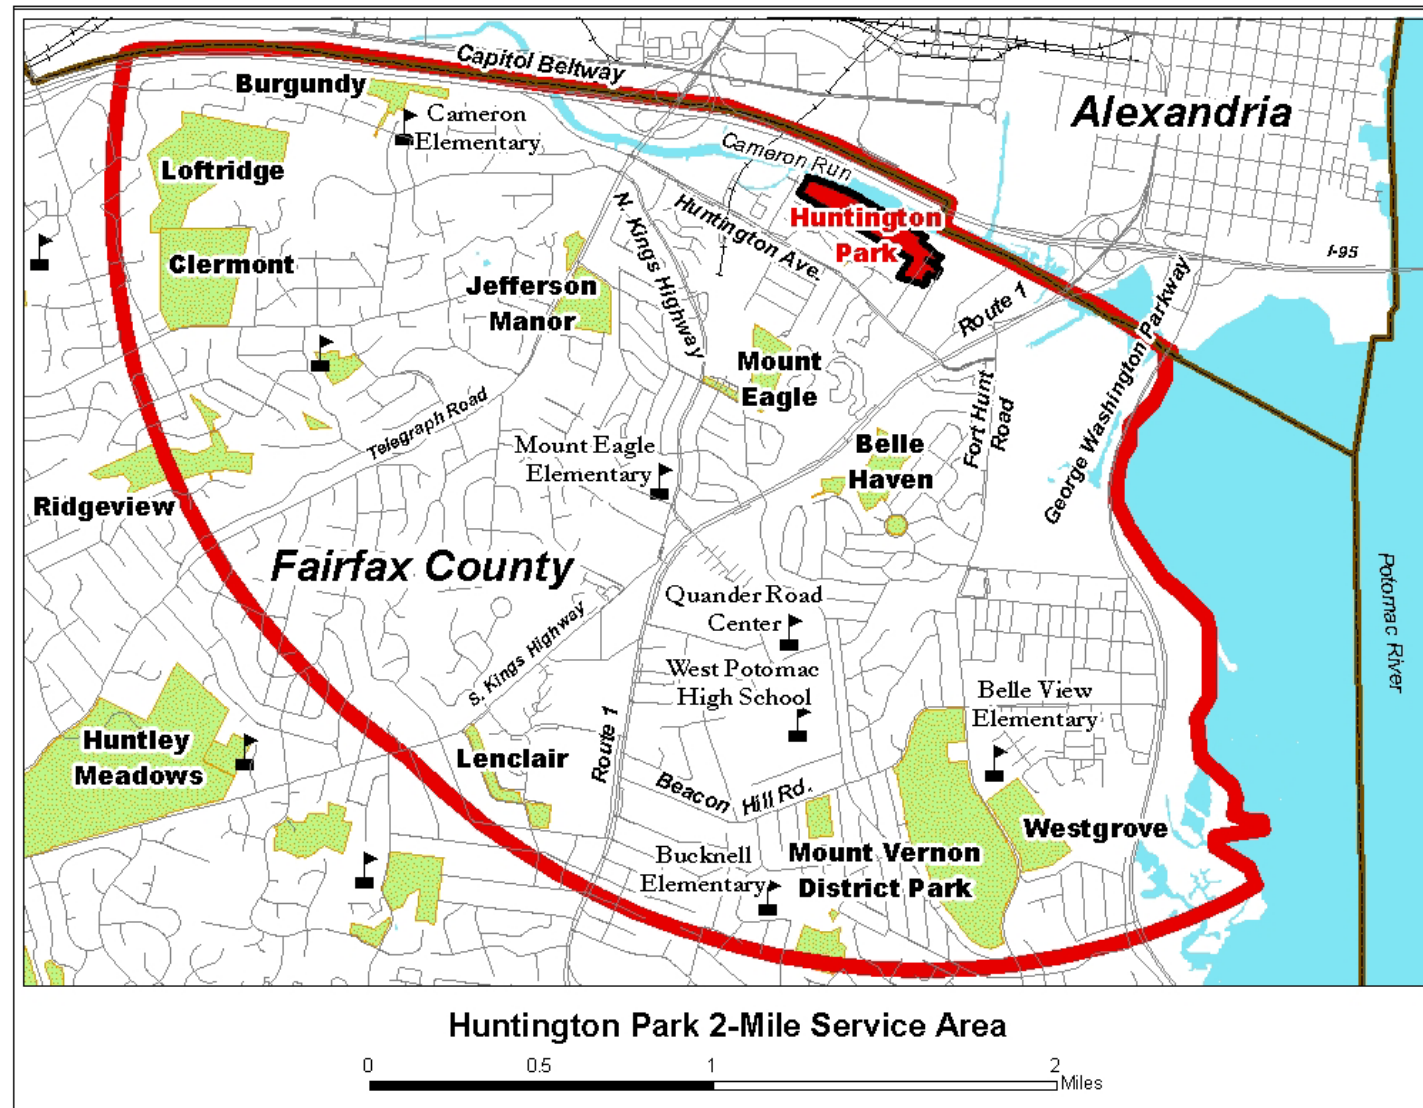 Capitol Beltway
Burgundy
Alexandria
Cameron
Elementary
Cameron Run
Loftridge
Huntington
Park
N. Kings Highway
Huntington Ave.
Clermont
I-95
Jefferson
Manor
Route 1
George Washington Parkway
Mount
Eagle
Fort Hunt
Road
Telegraph Road
Mount Eagle
Elementary
Belle
Haven
Ridgeview
Fairfax County
Potomac River
Quander Road
Center
S. Kings Highway
West Potomac
High School
Belle View
Elementary
Huntley
Meadows
Lenclair
Route 1
Beacon Hill Rd.
Westgrove
Mount Vernon
District Park
Bucknell
Elementary
Huntington Park 2-Mile Service Area
0 0.5 1 2
Miles